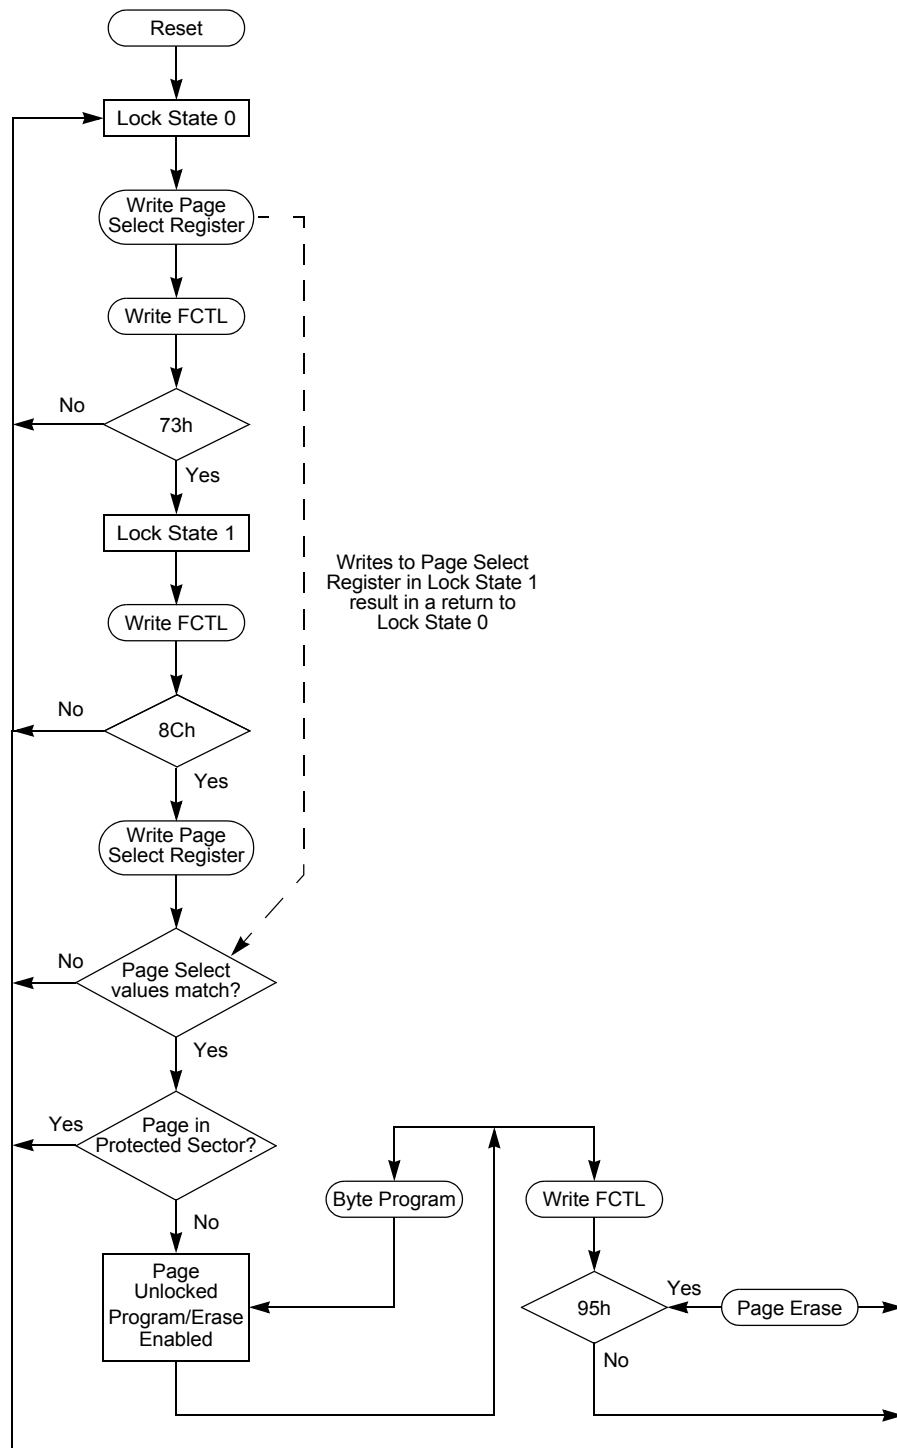 Reset
Lock State 0
Write Page
Select Register
Write FCTL
No
73h
Yes
Lock State 1
Writes to Page Select
Register in Lock State 1
result in a return to
Lock State 0
Write FCTL
No
8Ch
Yes
Write Page
Select Register
No
Page Select
values match?
Yes
Yes
Page in
Protected Sector?
No
Byte Program
Write FCTL
Page
Unlocked
Program/Erase
Enabled
95h
Yes
Page Erase
No